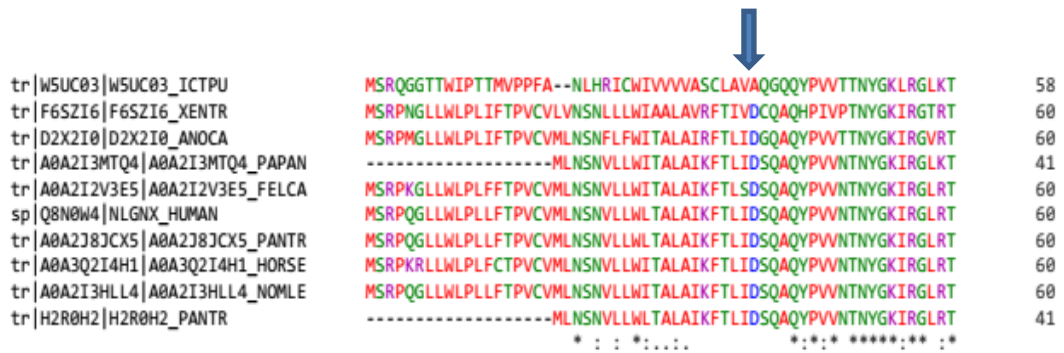 tr|W5UC03|W5UC03_ICTPU MSRQGGTTWIPTTMVPPFA--NLHRICWIVVVVASCLAVAQGQQYPVVTTNYGKLRGLKT 58
tr|F6SZI6|F6SZI6_XENTR MSRPNGLLWLPLIFTPVCVLVNSNLLLWIAALAVRFTIVDCQAQHPIVPTNYGKIRGTRT 60
tr|D2X2I0|D2X2I0_ANOCA MSRPMGLLWLPLIFTPVCVMLNSNFLFWITALAIRFTLIDGQAQYPVVTTNYGKIRGVRT 60
tr|A0A2I3MTQ4|A0A2I3MTQ4_PAPAN -------------------MLNSNVLLWITALAIKFTLIDSQAQYPVVNTNYGKIRGLKT 41
tr|A0A2I2V3E5|A0A2I2V3E5_FELCA MSRPKGLLWLPLFFTPVCVMLNSNVLLWITALAIKFTLSDSQAQYPVVNTNYGKIRGLRT 60
sp|Q8N0W4|NLGNX_HUMAN MSRPQGLLWLPLLFTPVCVMLNSNVLLWLTALAIKFTLIDSQAQYPVVNTNYGKIRGLRT 60
tr|A0A2J8JCX5|A0A2J8JCX5_PANTR MSRPQGLLWLPLLFTPVCVMLNSNVLLWLTALAIKFTLIDSQAQYPVVNTNYGKIRGLRT 60
tr|A0A3Q2I4H1|A0A3Q2I4H1_HORSE MSRPKRLLWLPLFCTPVCVMLNSNVLLWITALAIKFTLIDSQAQYPVVNTNYGKIRGLRT 60
tr|A0A2I3HLL4|A0A2I3HLL4_NOMLE MSRPQGLLWLPLLFTPVCVMLNSNVLLWITALAIKFTLIDSQAQYPVVNTNYGKIRGLRT 60
tr|H2R0H2|H2R0H2_PANTR -------------------MLNSNVLLWLTALAIKFTLIDSQAQYPVVNTNYGKIRGLRT 41
* : : *:..:. *:*:* *****:** :*